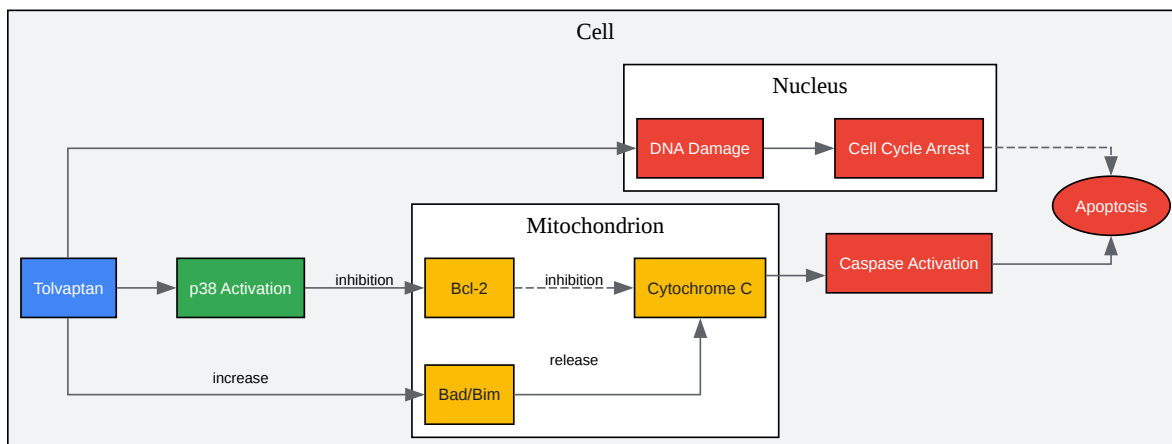 Cell
Nucleus
DNA Damage
Cell Cycle Arrest
Apoptosis
Mitochondrion
Caspase Activation
Tolvaptan
p38 Activation
inhibition
Bcl-2
inhibition
Cytochrome C
release
increase
Bad/Bim